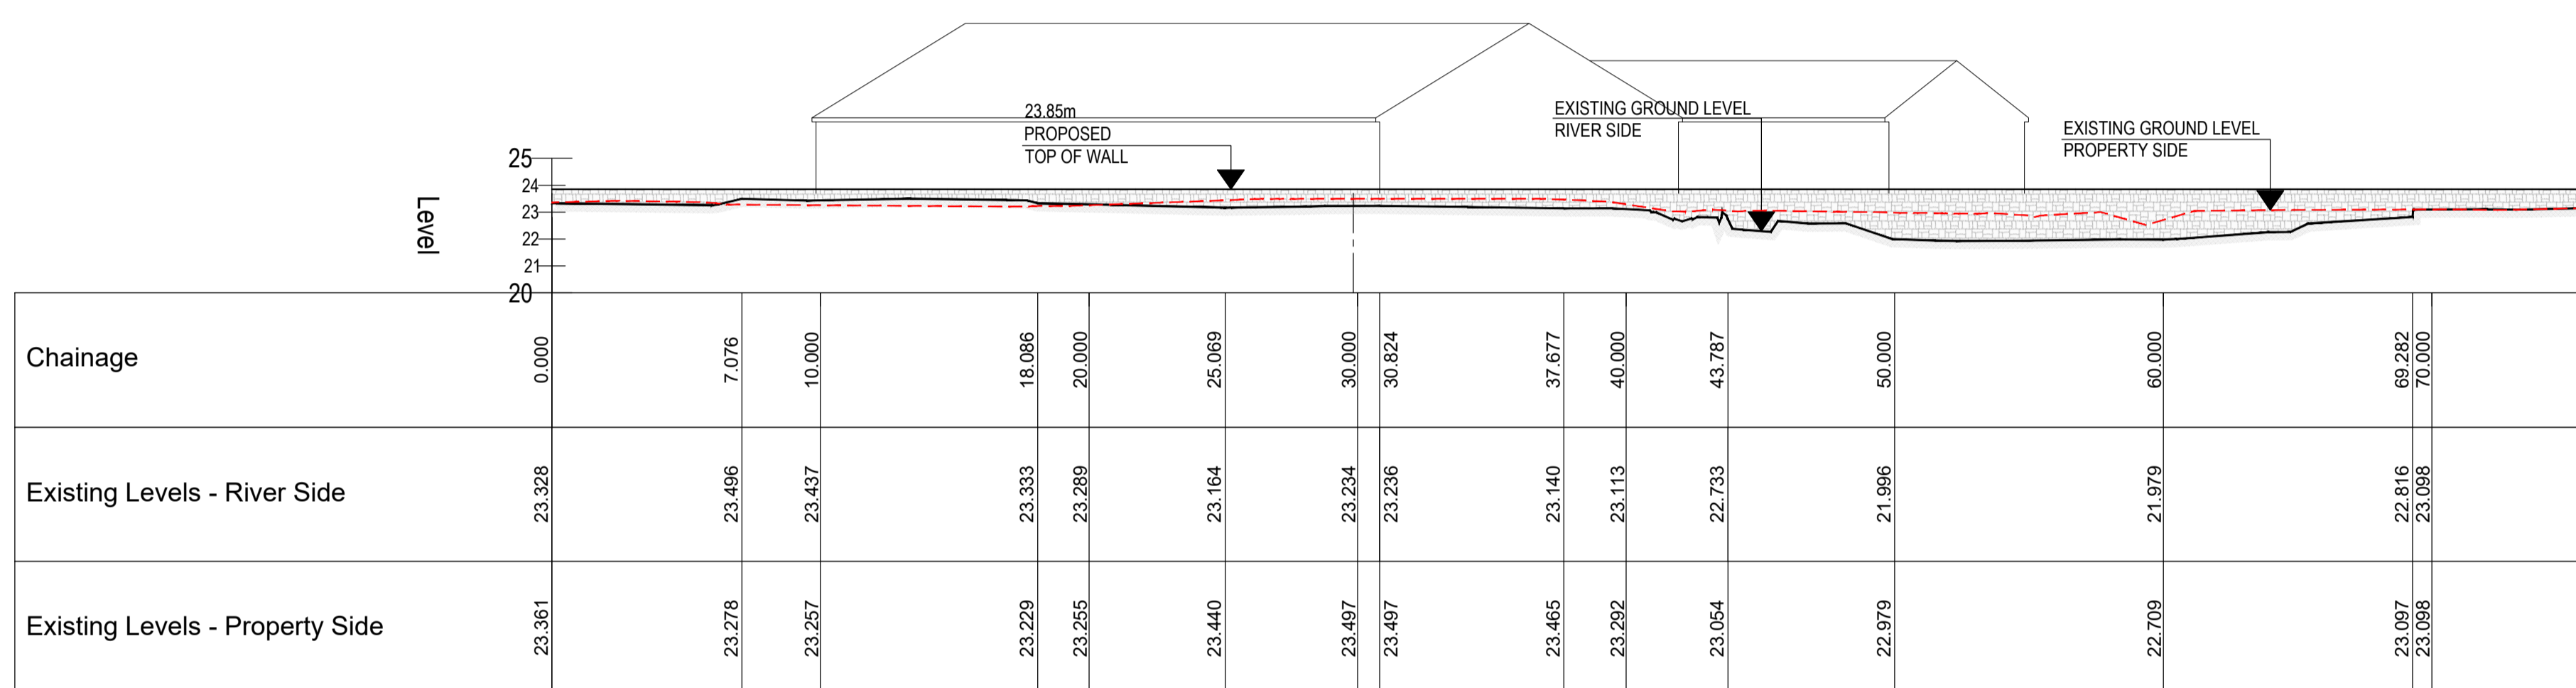 23.85m
PROPOSED
TOP OF WALL
EXISTING GROUND LEVEL
RIVER SIDE
EXISTING GROUND LEVEL
PROPERTY SIDE
Level
25
24
23
22
21
20
Chainage 0.000 7.076 10.000 18.086 20.000 25.069 30.000 30.824 37.677 40.000 43.787 50.000 60.000 69.282 70.000
Existing Levels - River Side 23.328 23.496 23.437 23.333 23.289 23.164 23.234 23.236 23.140 23.113 22.733 21.996 21.979 22.816 23.098
Existing Levels - Property Side 23.361 23.278 23.257 23.229 23.255 23.440 23.497 23.497 23.465 23.292 23.054 22.979 22.709 23.097 23.098